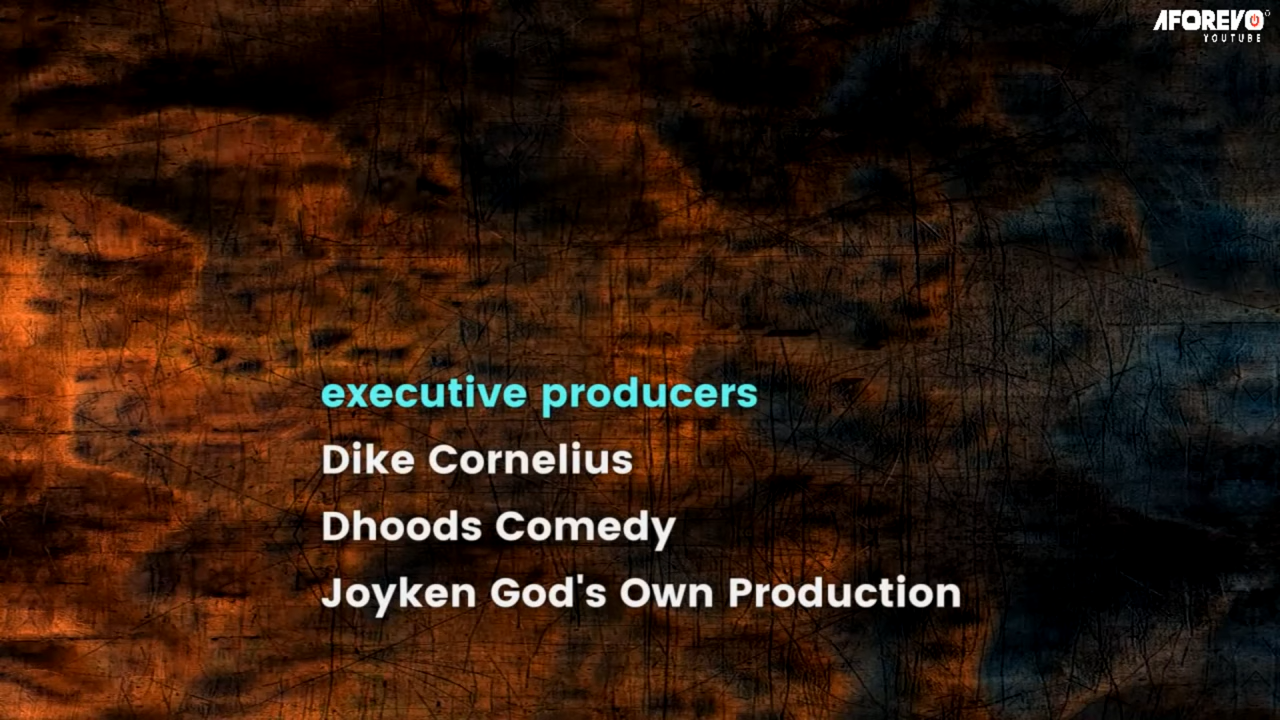 AFOREVO
YOUTUBE
executive producers
Dike Cornelius
Dhoods Comedy
Joyken God's Own Production